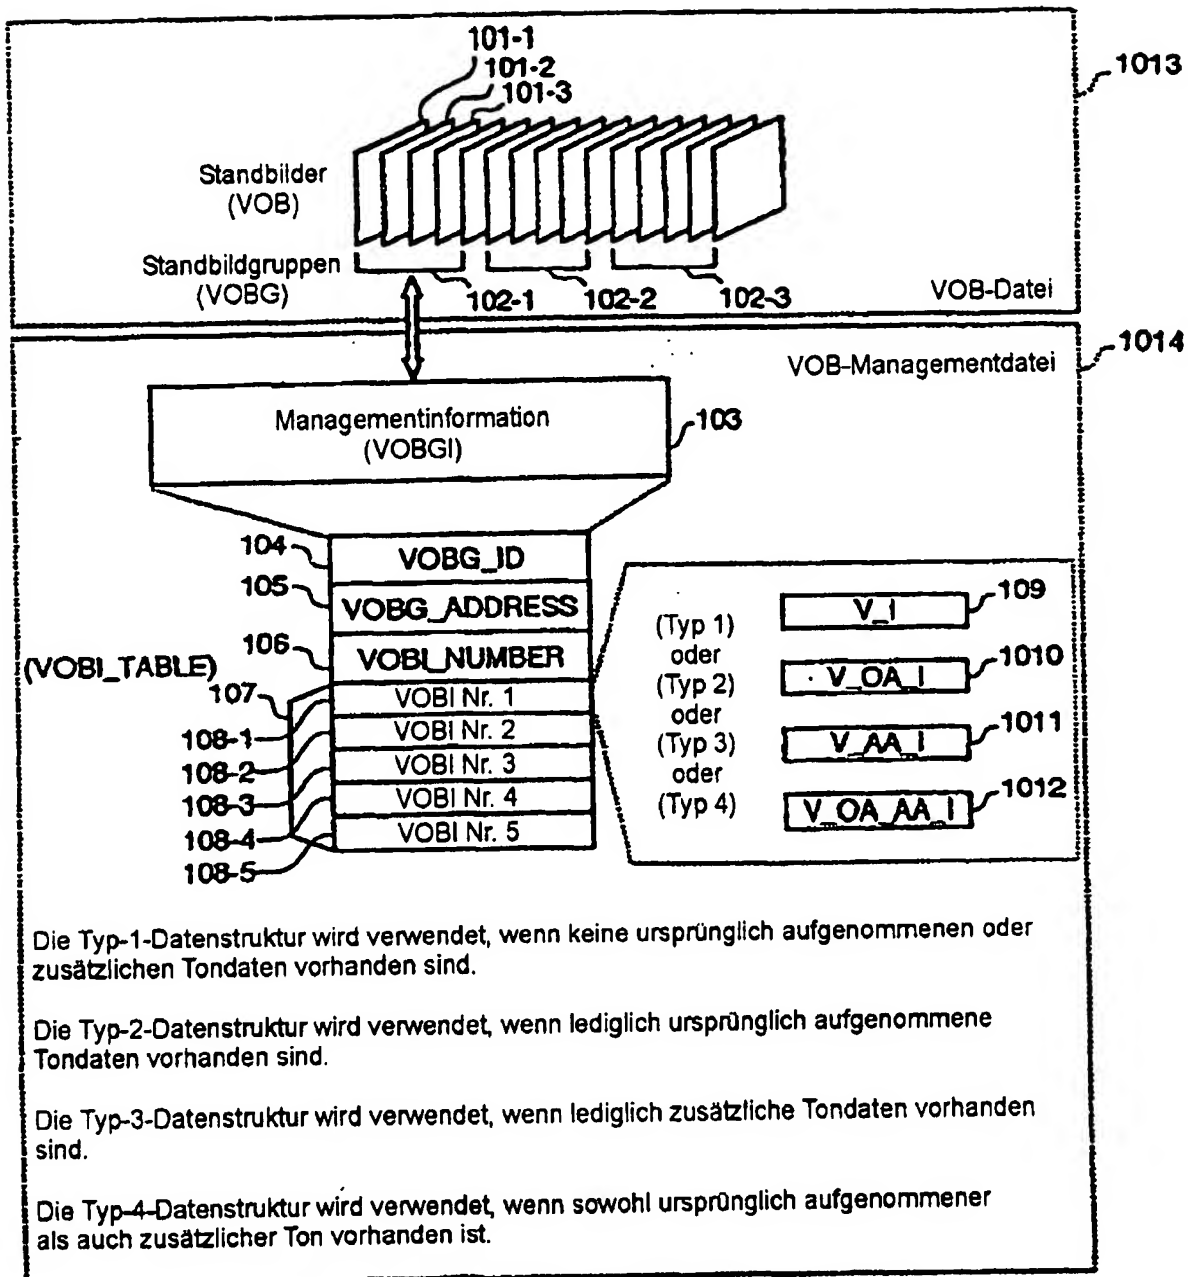 101-1
101-2
101-3
1013
Standbilder
(VOB)
Standbildgruppen
(VOBG)
102-1
102-2
102-3
VOB-Datei
1014
VOB-Managementdatei
Managementinformation
(VOBGI)
103
104
VOBG_ID
105
VOBG_ADDRESS
106
VOBI_NUMBER
(VOBI_TABLE)
107
VOBI Nr. 1
108-1
VOBI Nr. 2
108-2
VOBI Nr. 3
108-3
VOBI Nr. 4
108-4
VOBI Nr. 5
108-5
(Typ 1)
oder
(Typ 2)
oder
(Typ 3)
oder
(Typ 4)
V_I
109
V_OA_I
1010
V_AA_I
1011
V_OA_AA_I
1012
Die Typ-1-Datenstruktur wird verwendet, wenn keine ursprünglich aufgenommenen oder
zusätzlichen Tondaten vorhanden sind.
Die Typ-2-Datenstruktur wird verwendet, wenn lediglich ursprünglich aufgenommene
Tondaten vorhanden sind.
Die Typ-3-Datenstruktur wird verwendet, wenn lediglich zusätzliche Tondaten vorhanden
sind.
Die Typ-4-Datenstruktur wird verwendet, wenn sowohl ursprünglich aufgenommener
als auch zusätzlicher Ton vorhanden ist.